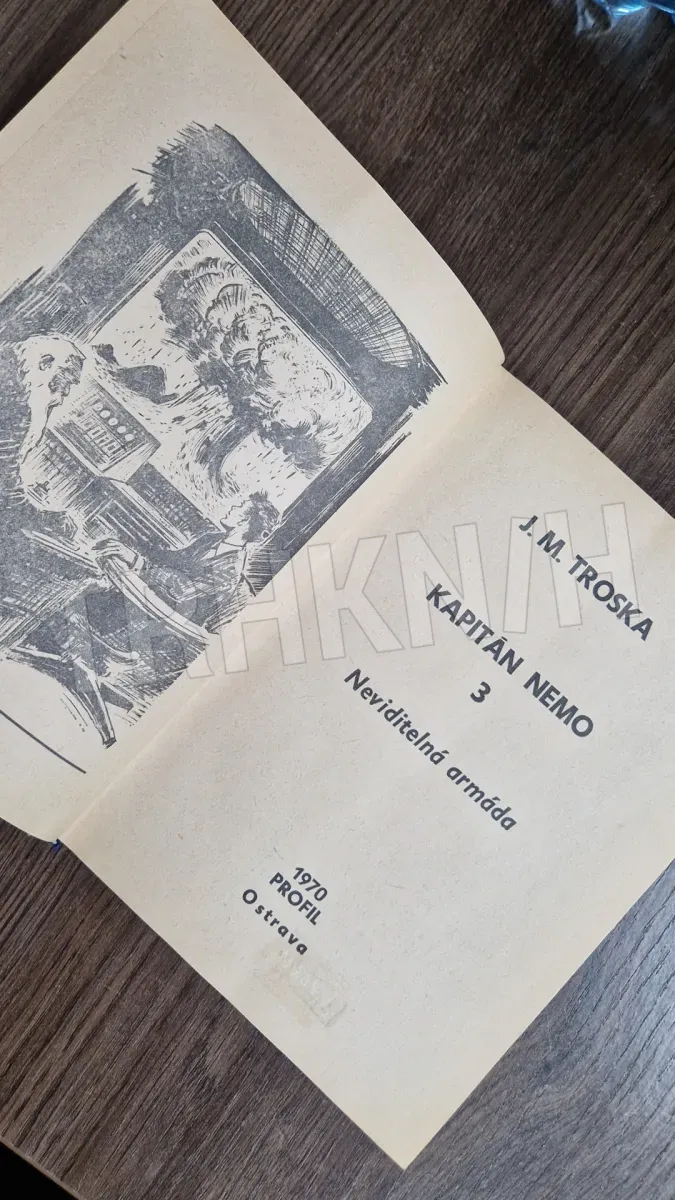 J. M. TROSKA
KAPITÁN NEMO
3
Neviditelná armáda
1970
PROFIL
Ostrava